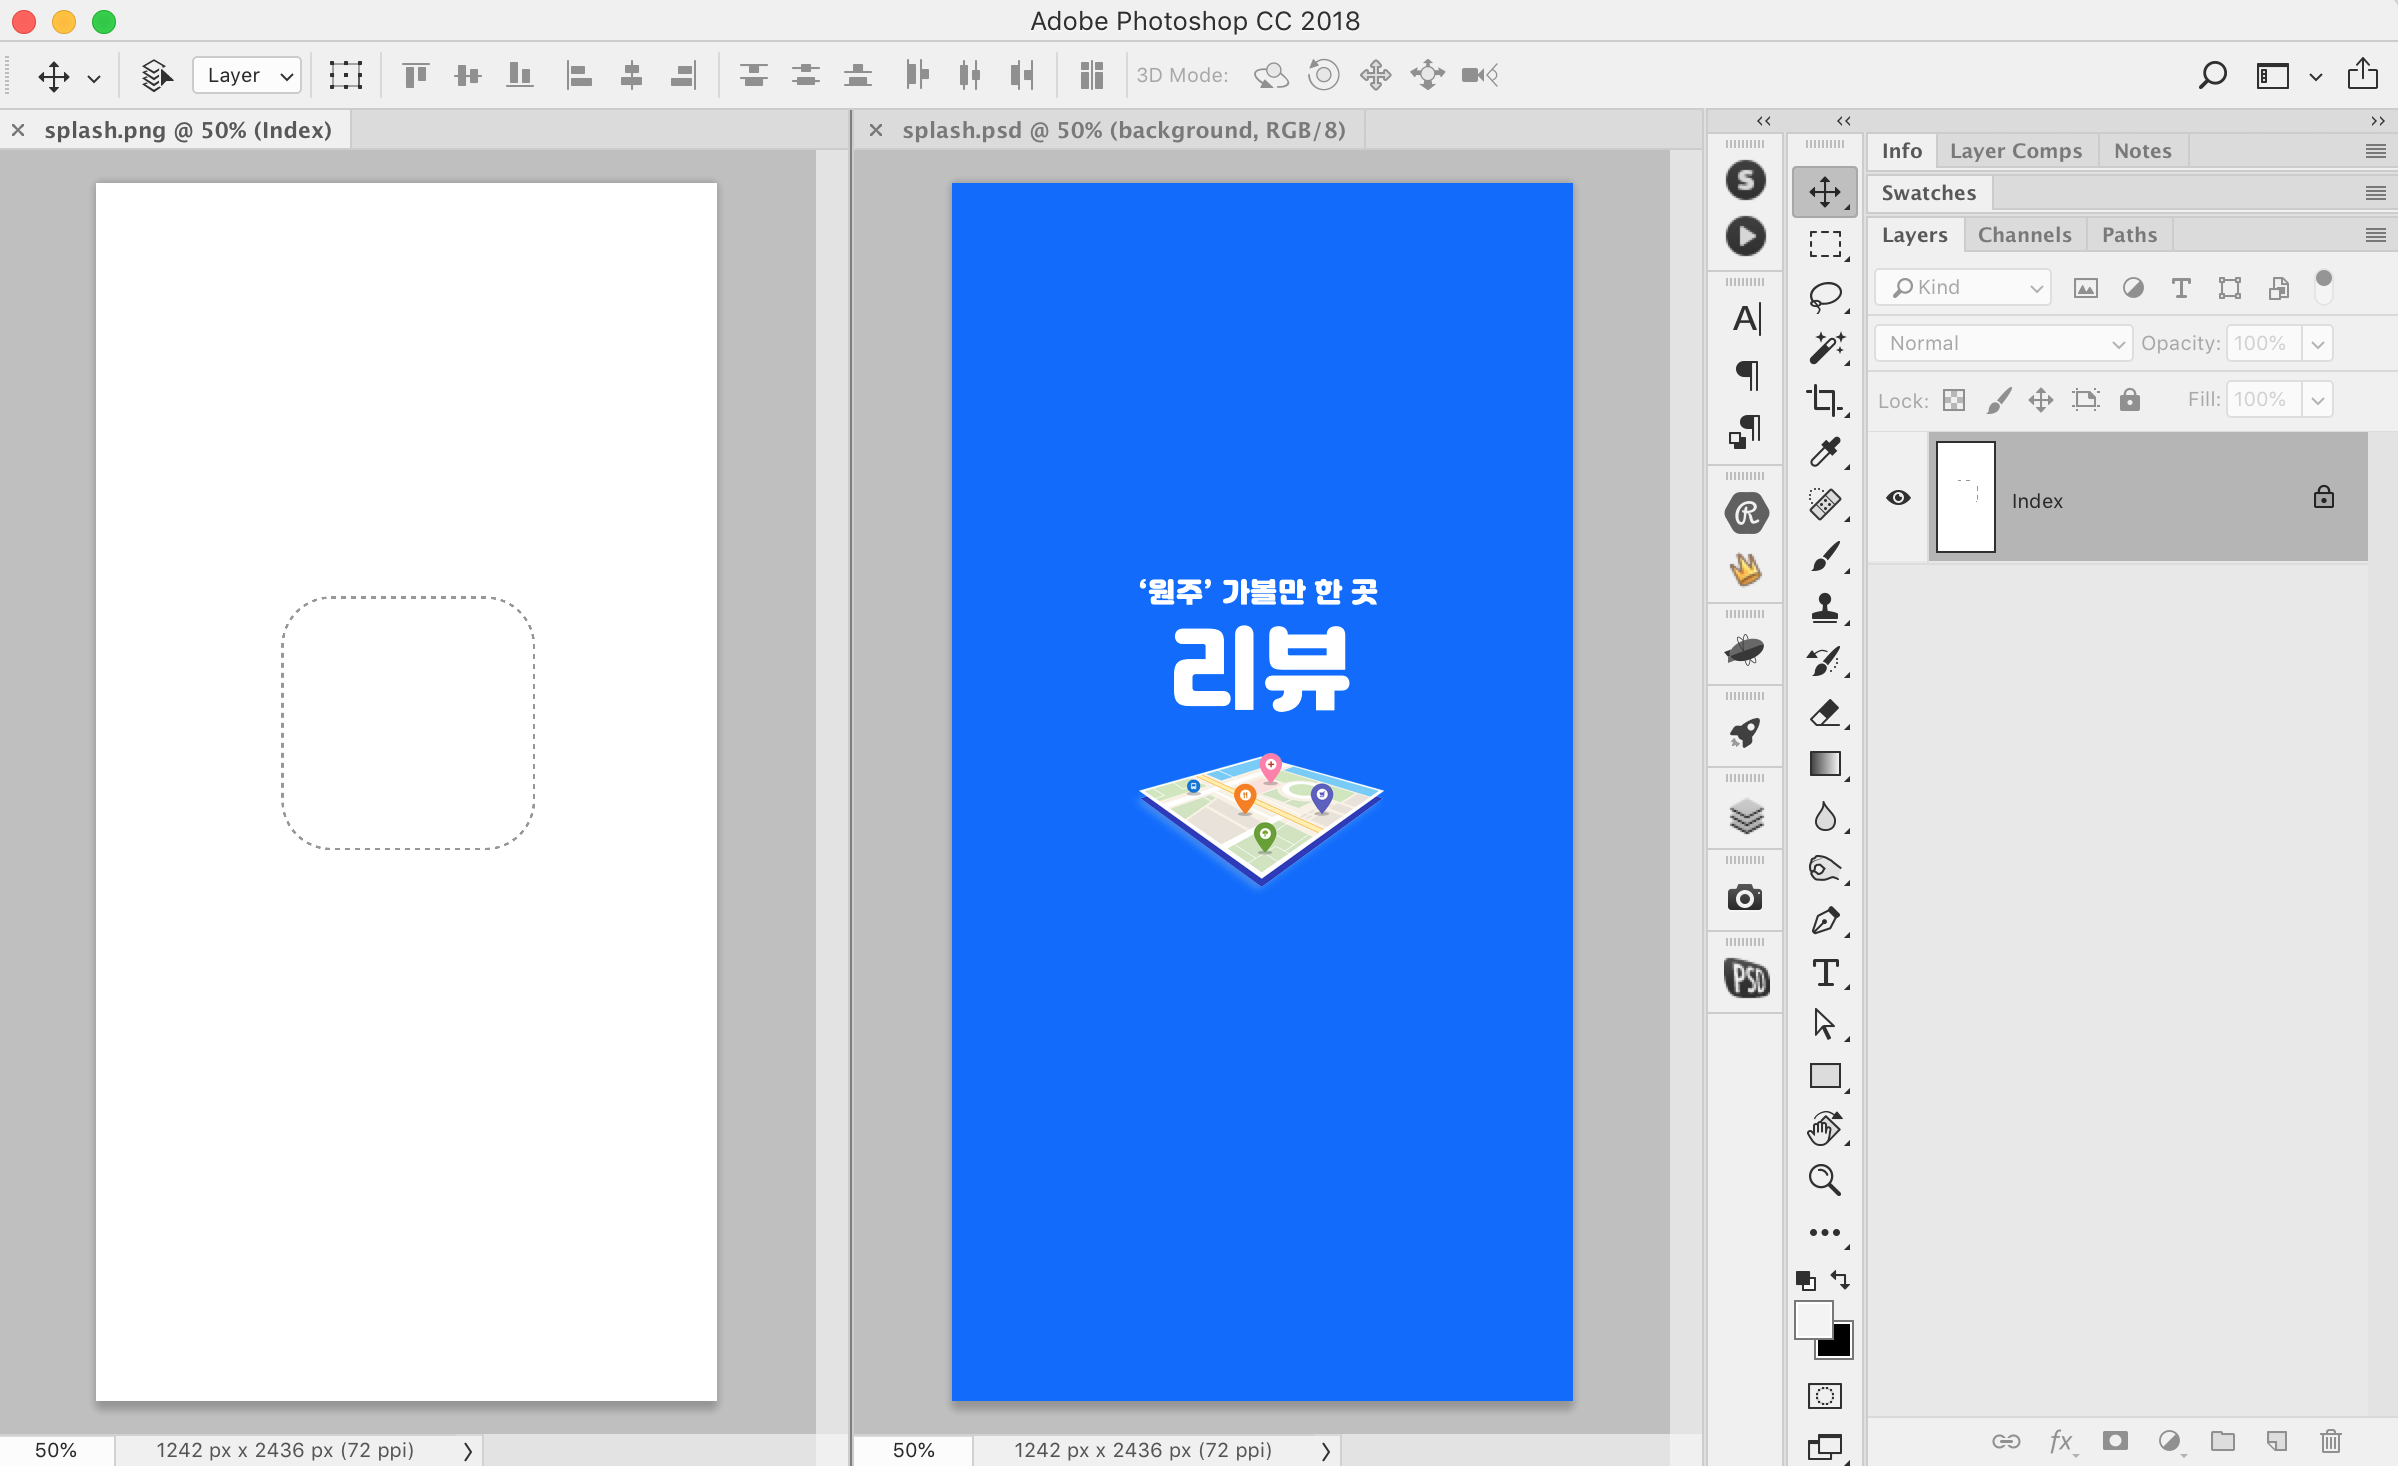 Adobe Photoshop CC 2018
Layer
3D Mode:
splash.png @ 50% (Index)
splash.psd @ 50% (background, RGB/8)
Info Layer Comps Notes
Swatches
Layers Channels Paths
Kind
Normal Opacity: 100%
Lock: Fill: 100%
Index
‘원주’ 가볼만 한 곳
리뷰
S
A
R
PSD
T
fx
50% 1242 px x 2436 px (72 ppi)
50% 1242 px x 2436 px (72 ppi)